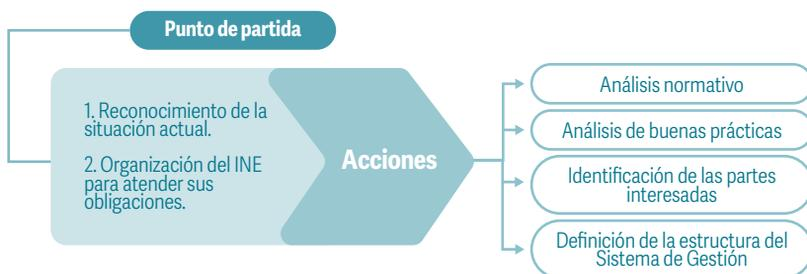 Punto de partida
1. Reconocimiento de la
situación actual.
2. Organización del INE
para atender sus
obligaciones.
Acciones
Análisis normativo
Análisis de buenas prácticas
Identificación de las partes
interesadas
Definición de la estructura del
Sistema de Gestión